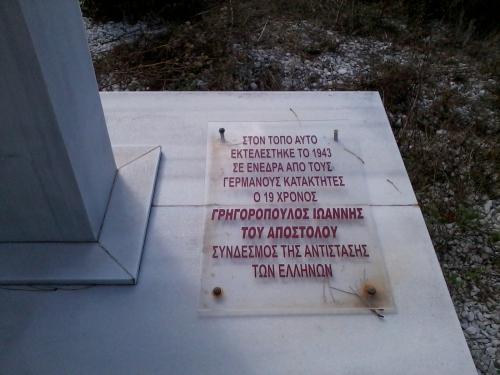 ΣΤΟΝ ΤΟΠΟ ΑΥΤΟ
ΕΚΤΕΛΕΣΤΗΚΕ ΤΟ 1943
ΣΕ ΕΝΕΔΡΑ ΑΠΟ ΤΟΥΣ
ΓΕΡΜΑΝΟΥΣ ΚΑΤΑΚΤΗΤΕΣ
Ο 19 ΧΡΟΝΟΣ
ΓΡΗΓΟΡΟΠΟΥΛΟΣ ΙΩΑΝΝΗΣ
ΤΟΥ ΑΠΟΣΤΟΛΟΥ
ΣΥΝΔΕΣΜΟΣ ΤΗΣ ΑΝΤΙΣΤΑΣΗΣ
ΤΩΝ ΕΛΛΗΝΩΝ